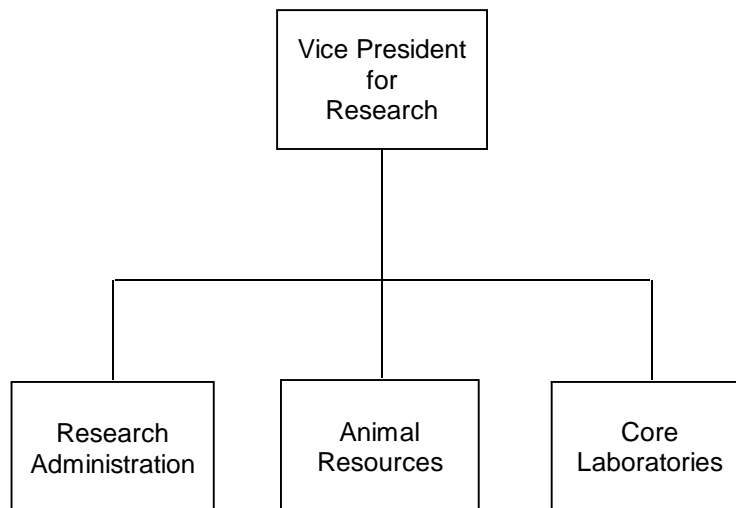 Vice President
for
Research
Research
Administration
Animal
Resources
Core
Laboratories